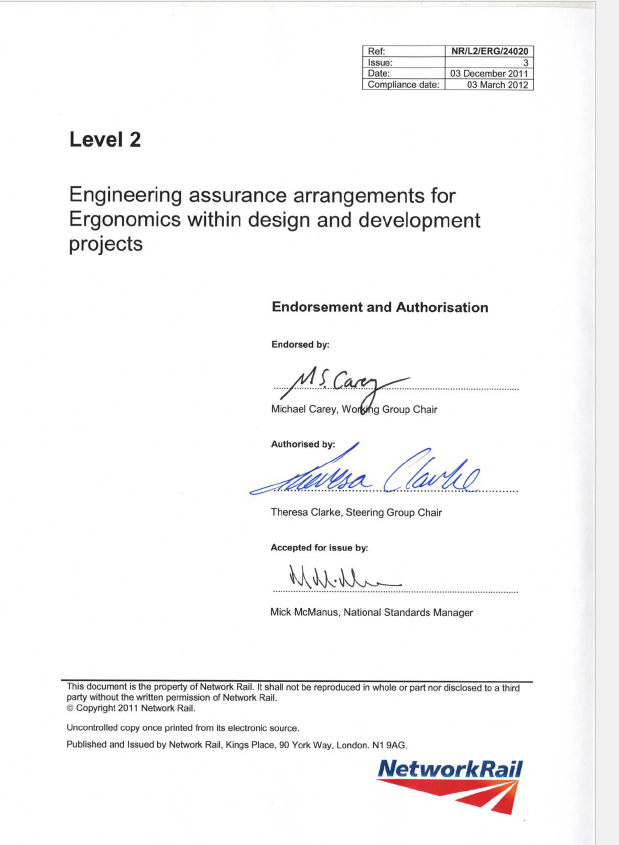 Ref: NR/L2/ERG/24020
Issue: 3
Date: 03 December 2011
Compliance date: 03 March 2012
Level 2
Engineering assurance arrangements for
Ergonomics within design and development
projects
Endorsement and Authorisation
Endorsed by:
M S. Carey
Michael Carey, Working Group Chair
Authorised by:
Theresa Clarke
Theresa Clarke, Steering Group Chair
Accepted for issue by:
Mick McManus, National Standards Manager
This document is the property of Network Rail. It shall not be reproduced in whole or part nor disclosed to a third
party without the written permission of Network Rail.
© Copyright 2011 Network Rail.
Uncontrolled copy once printed from its electronic source.
Published and Issued by Network Rail, Kings Place, 90 York Way, London. N1 9AG.
NetworkRail